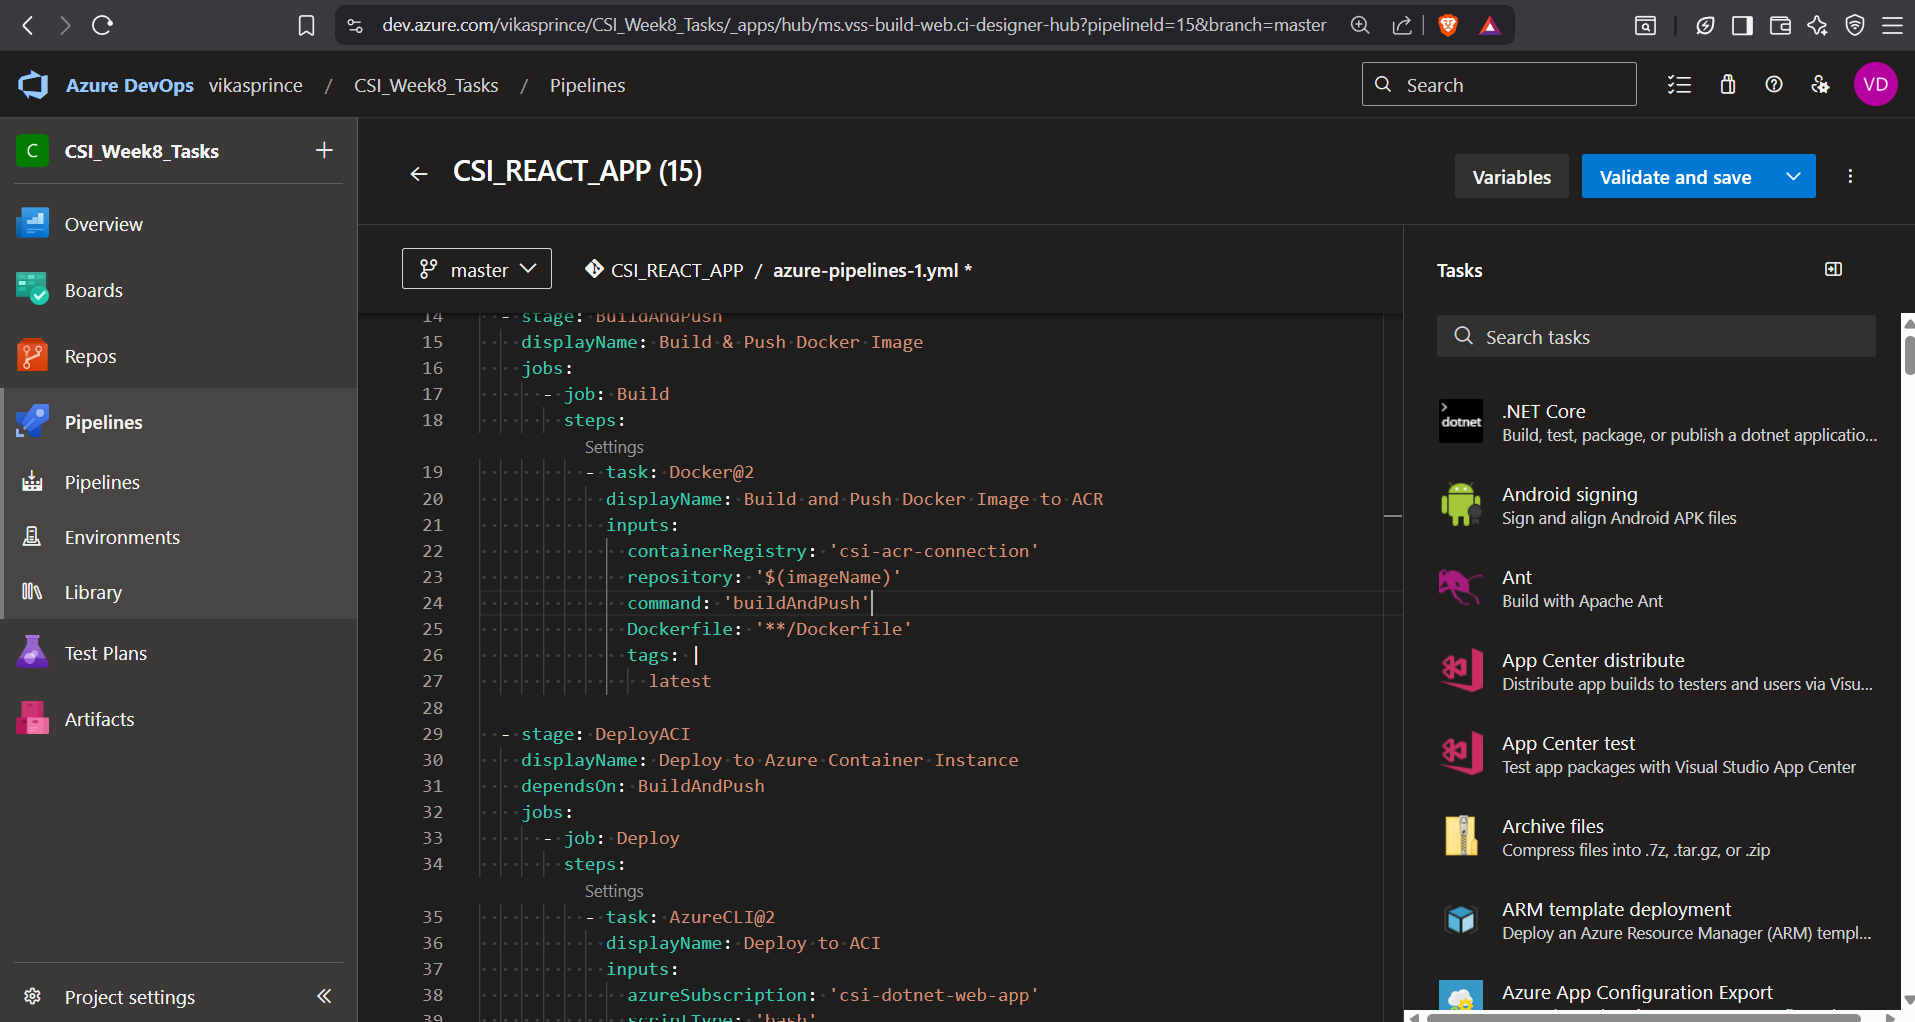 dev.azure.com/vikasprince/CSI_Week8_Tasks/_apps/hub/ms.vss-build-web.ci-designer-hub?pipelineId=15&branch=master
Azure DevOps vikasprince / CSI_Week8_Tasks / Pipelines
Search
VD
C CSI_Week8_Tasks +
Overview
Boards
Repos
Pipelines
Pipelines
Environments
Library
Test Plans
Artifacts
Project settings
CSI_REACT_APP (15)
Variables
Validate and save
master
CSI_REACT_APP / azure-pipelines-1.yml *
14 - stage: BuildAndPush
15 displayName: Build & Push Docker Image
16 jobs:
17 - job: Build
18 steps:
Settings
19 - task: Docker@2
20 displayName: Build and Push Docker Image to ACR
21 inputs:
22 containerRegistry: 'csi-acr-connection'
23 repository: '$(imageName)'
24 command: 'buildAndPush'
25 Dockerfile: '**/Dockerfile'
26 tags: |
27 latest
28
29 - stage: DeployACI
30 displayName: Deploy to Azure Container Instance
31 dependsOn: BuildAndPush
32 jobs:
33 - job: Deploy
34 steps:
Settings
35 - task: AzureCLI@2
36 displayName: Deploy to ACI
37 inputs:
38 azureSubscription: 'csi-dotnet-web-app'
39 scriptType: 'bash'
Tasks
Search tasks
dotnet
.NET Core
Build, test, package, or publish a dotnet applicatio...
Android signing
Sign and align Android APK files
Ant
Build with Apache Ant
App Center distribute
Distribute app builds to testers and users via Visu...
App Center test
Test app packages with Visual Studio App Center
Archive files
Compress files into .7z, .tar.gz, or .zip
ARM template deployment
Deploy an Azure Resource Manager (ARM) templ...
Azure App Configuration Export